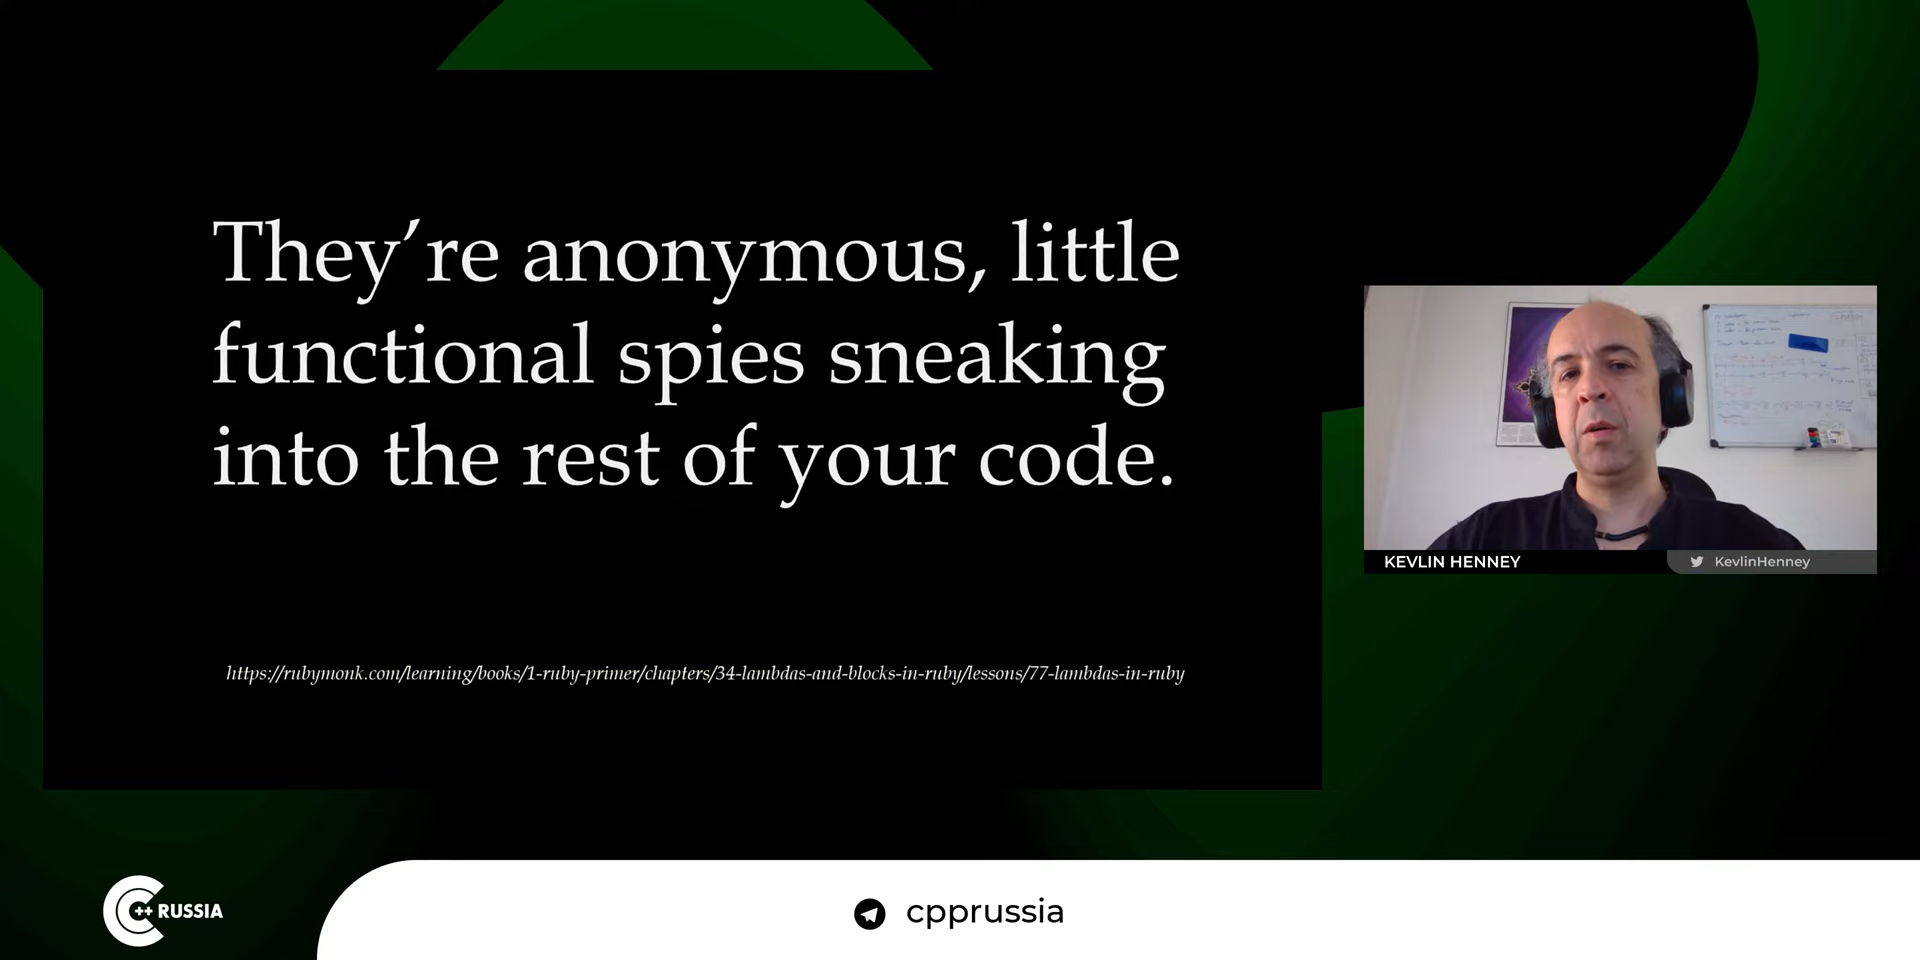 They’re anonymous, little
functional spies sneaking
into the rest of your code.
https://rubymonk.com/learning/books/1-ruby-primer/chapters/34-lambdas-and-blocks-in-ruby/lessons/77-lambdas-in-ruby
KEVLIN HENNEY
KevlinHenney
C++ RUSSIA
cpprussia